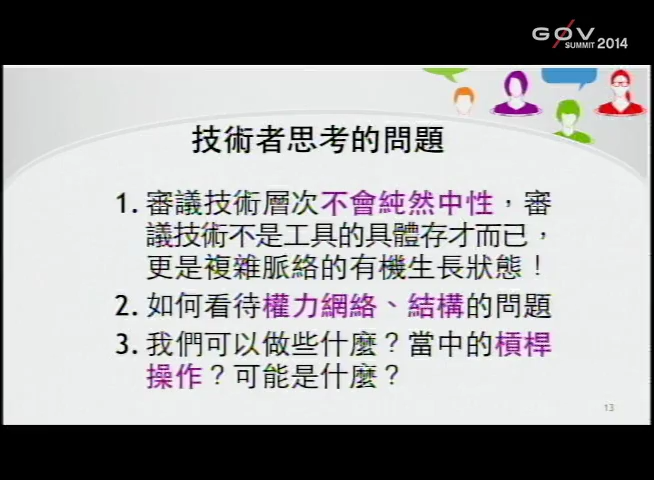 G0V
SUMMIT 2014
技術者思考的問題
1. 審議技術層次不會純然中性，審
議技術不是工具的具體存才而已，
更是複雜脈絡的有機生長狀態！
2. 如何看待權力網絡、結構的問題
3. 我們可以做些什麼？當中的槓桿
操作？可能是什麼？
13